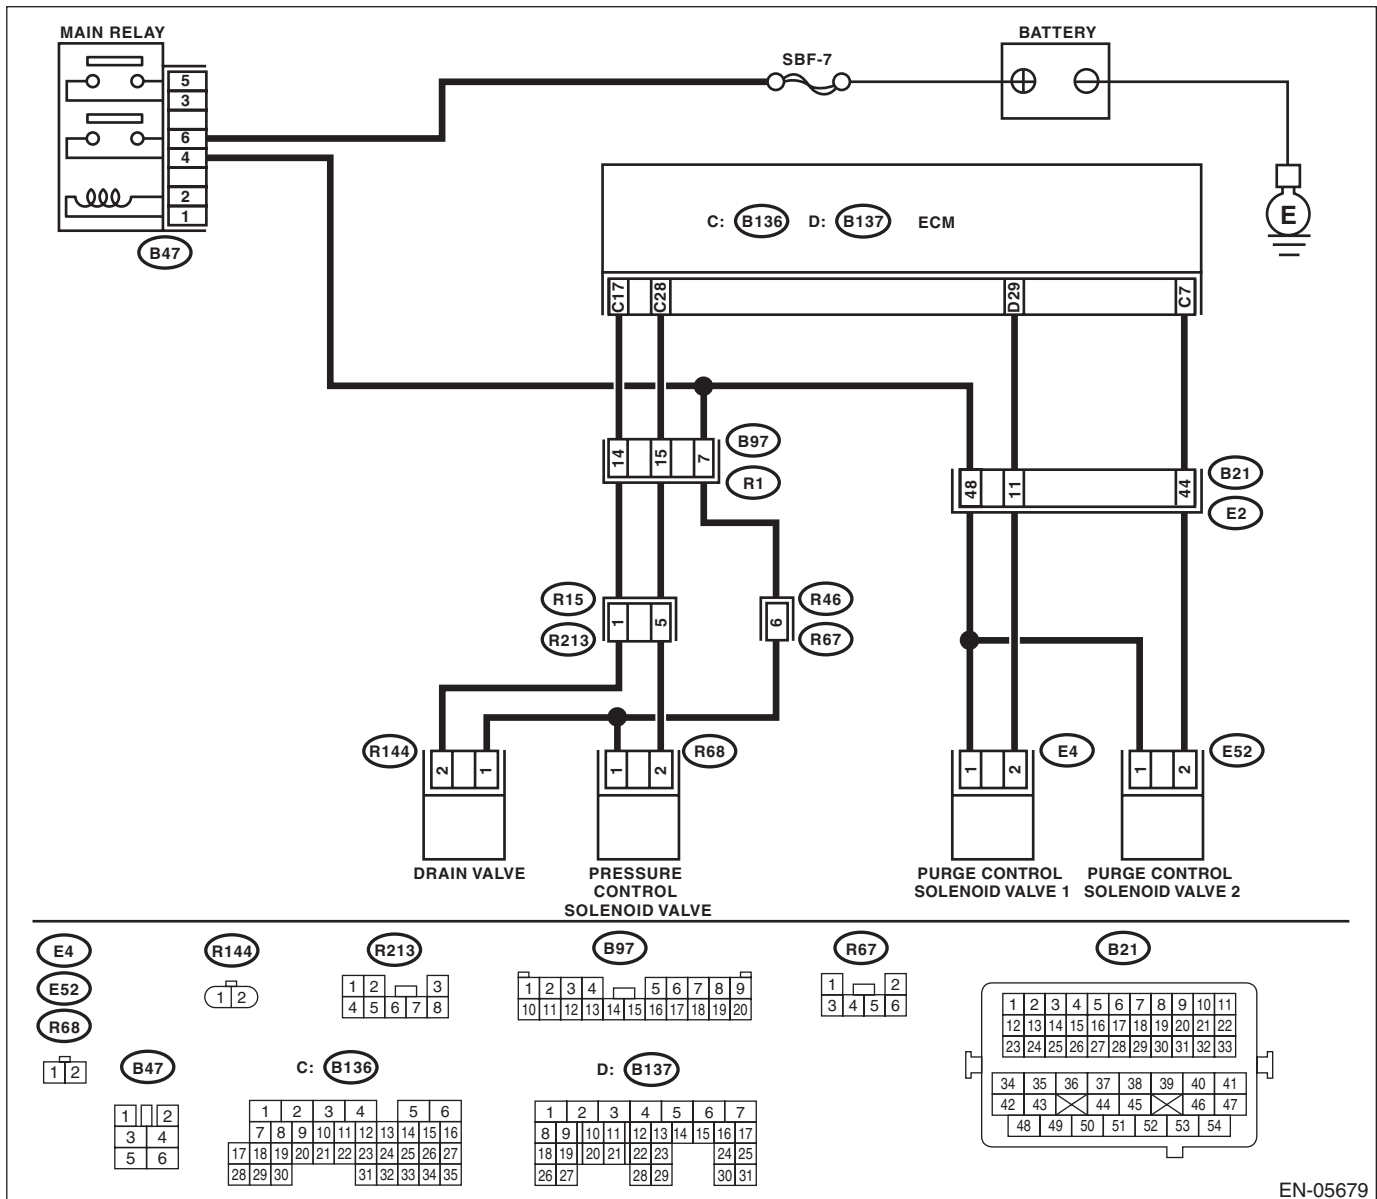 MAIN RELAY
BATTERY
SBF-7
5
3
6
4
2
1
B47
E
C: B136 D: B137 ECM
C17 C28 D29 C7
14 15 7
B97
R1
48 11 44
B21
E2
R15
R213
1 5
6
R46
R67
R144
2 1
1 2
R68
1 2
E4
1 2
E52
DRAIN VALVE
PRESSURE
CONTROL
SOLENOID VALVE
PURGE CONTROL
SOLENOID VALVE 1
PURGE CONTROL
SOLENOID VALVE 2
E4
E52
R68
1 2
R144
1 2
R213
1 2 3
4 5 6 7 8
B97
1 2 3 4 5 6 7 8 9
10 11 12 13 14 15 16 17 18 19 20
R67
1 2
3 4 5 6
B21
1 2 3 4 5 6 7 8 9 10 11
12 13 14 15 16 17 18 19 20 21 22
23 24 25 26 27 28 29 30 31 32 33
34 35 36 37 38 39 40 41
42 43 44 45 46 47
48 49 50 51 52 53 54
B47
1 2
3 4
5 6
C: B136
1 2 3 4 5 6
7 8 9 10 11 12 13 14 15 16
17 18 19 20 21 22 23 24 25 26 27
28 29 30 31 32 33 34 35
D: B137
1 2 3 4 5 6 7
8 9 10 11 12 13 14 15 16 17
18 19 20 21 22 23 24 25
26 27 28 29 30 31
EN-05679